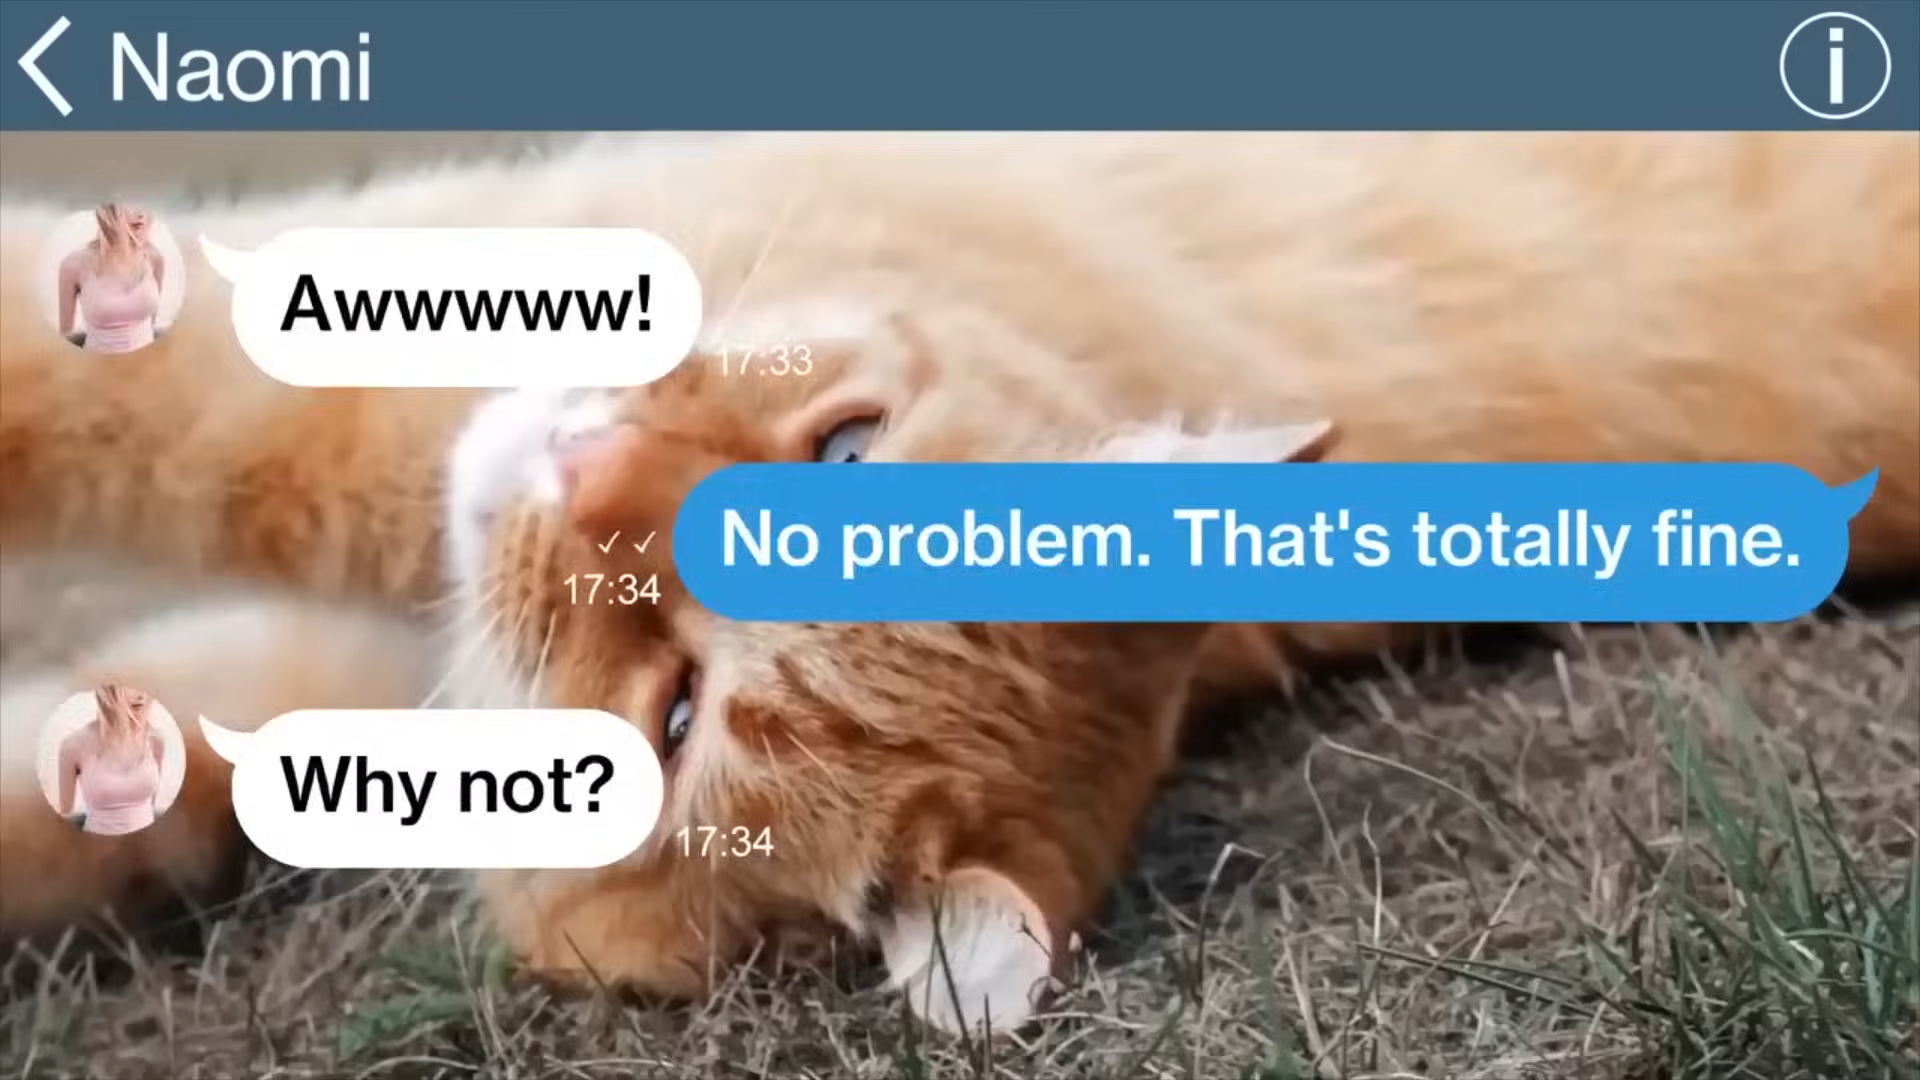 Naomi
Awwwww!
17:33
No problem. That's totally fine.
17:34
Why not?
17:34